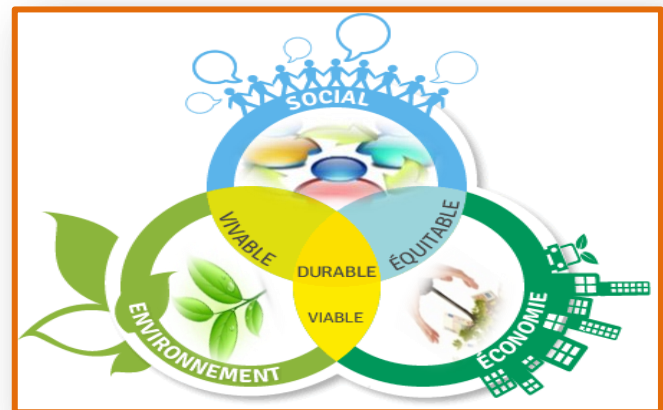 SOCIAL
VIVABLE
ÉQUITABLE
DURABLE
VIABLE
ENVIRONNEMENT
ÉCONOMIE